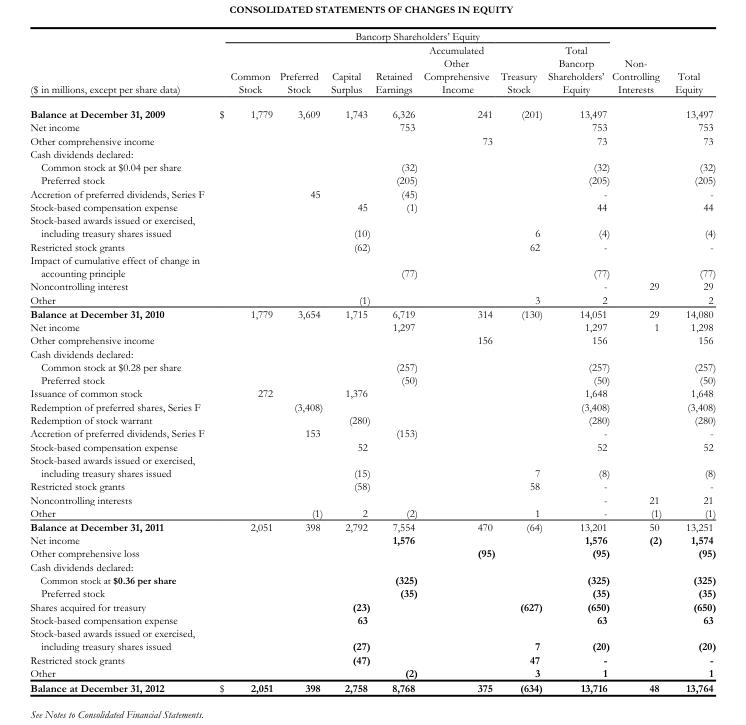 CONSOLIDATED STATEMENTS OF CHANGES IN EQUITY
Bancorp Shareholders' Equity
Accumulated Total
Other Bancorp Non-
Common Preferred Capital Retained Comprehensive Treasury Shareholders' Controlling Total
($ in millions, except per share data) Stock Stock Surplus Earnings Income Stock Equity Interests Equity
Balance at December 31, 2009 $ 1,779 3,609 1,743 6,326 241 (201) 13,497 13,497
Net income 753 753 753
Other comprehensive income 73 73 73
Cash dividends declared:
Common stock at $0.04 per share (32) (32) (32)
Preferred stock (205) (205) (205)
Accretion of preferred dividends, Series F 45 (45) - -
Stock-based compensation expense 45 (1) 44 44
Stock-based awards issued or exercised,
including treasury shares issued (10) 6 (4) (4)
Restricted stock grants (62) 62 - -
Impact of cumulative effect of change in
accounting principle (77) (77) (77)
Noncontrolling interest - 29 29
Other (1) 3 2 2
Balance at December 31, 2010 1,779 3,654 1,715 6,719 314 (130) 14,051 29 14,080
Net income 1,297 1,297 1 1,298
Other comprehensive income 156 156 156
Cash dividends declared:
Common stock at $0.28 per share (257) (257) (257)
Preferred stock (50) (50) (50)
Issuance of common stock 272 1,376 1,648 1,648
Redemption of preferred shares, Series F (3,408) (3,408) (3,408)
Redemption of stock warrant (280) (280) (280)
Accretion of preferred dividends, Series F 153 (153) - -
Stock-based compensation expense 52 52 52
Stock-based awards issued or exercised,
including treasury shares issued (15) 7 (8) (8)
Restricted stock grants (58) 58 - -
Noncontrolling interests - 21 21
Other (1) 2 (2) 1 - (1) (1)
Balance at December 31, 2011 2,051 398 2,792 7,554 470 (64) 13,201 50 13,251
Net income 1,576 1,576 (2) 1,574
Other comprehensive loss (95) (95) (95)
Cash dividends declared:
Common stock at $0.36 per share (325) (325) (325)
Preferred stock (35) (35) (35)
Shares acquired for treasury (23) (627) (650) (650)
Stock-based compensation expense 63 63 63
Stock-based awards issued or exercised,
including treasury shares issued (27) 7 (20) (20)
Restricted stock grants (47) 47 - -
Other (2) 3 1 1
Balance at December 31, 2012 $ 2,051 398 2,758 8,768 375 (634) 13,716 48 13,764
See Notes to Consolidated Financial Statements.